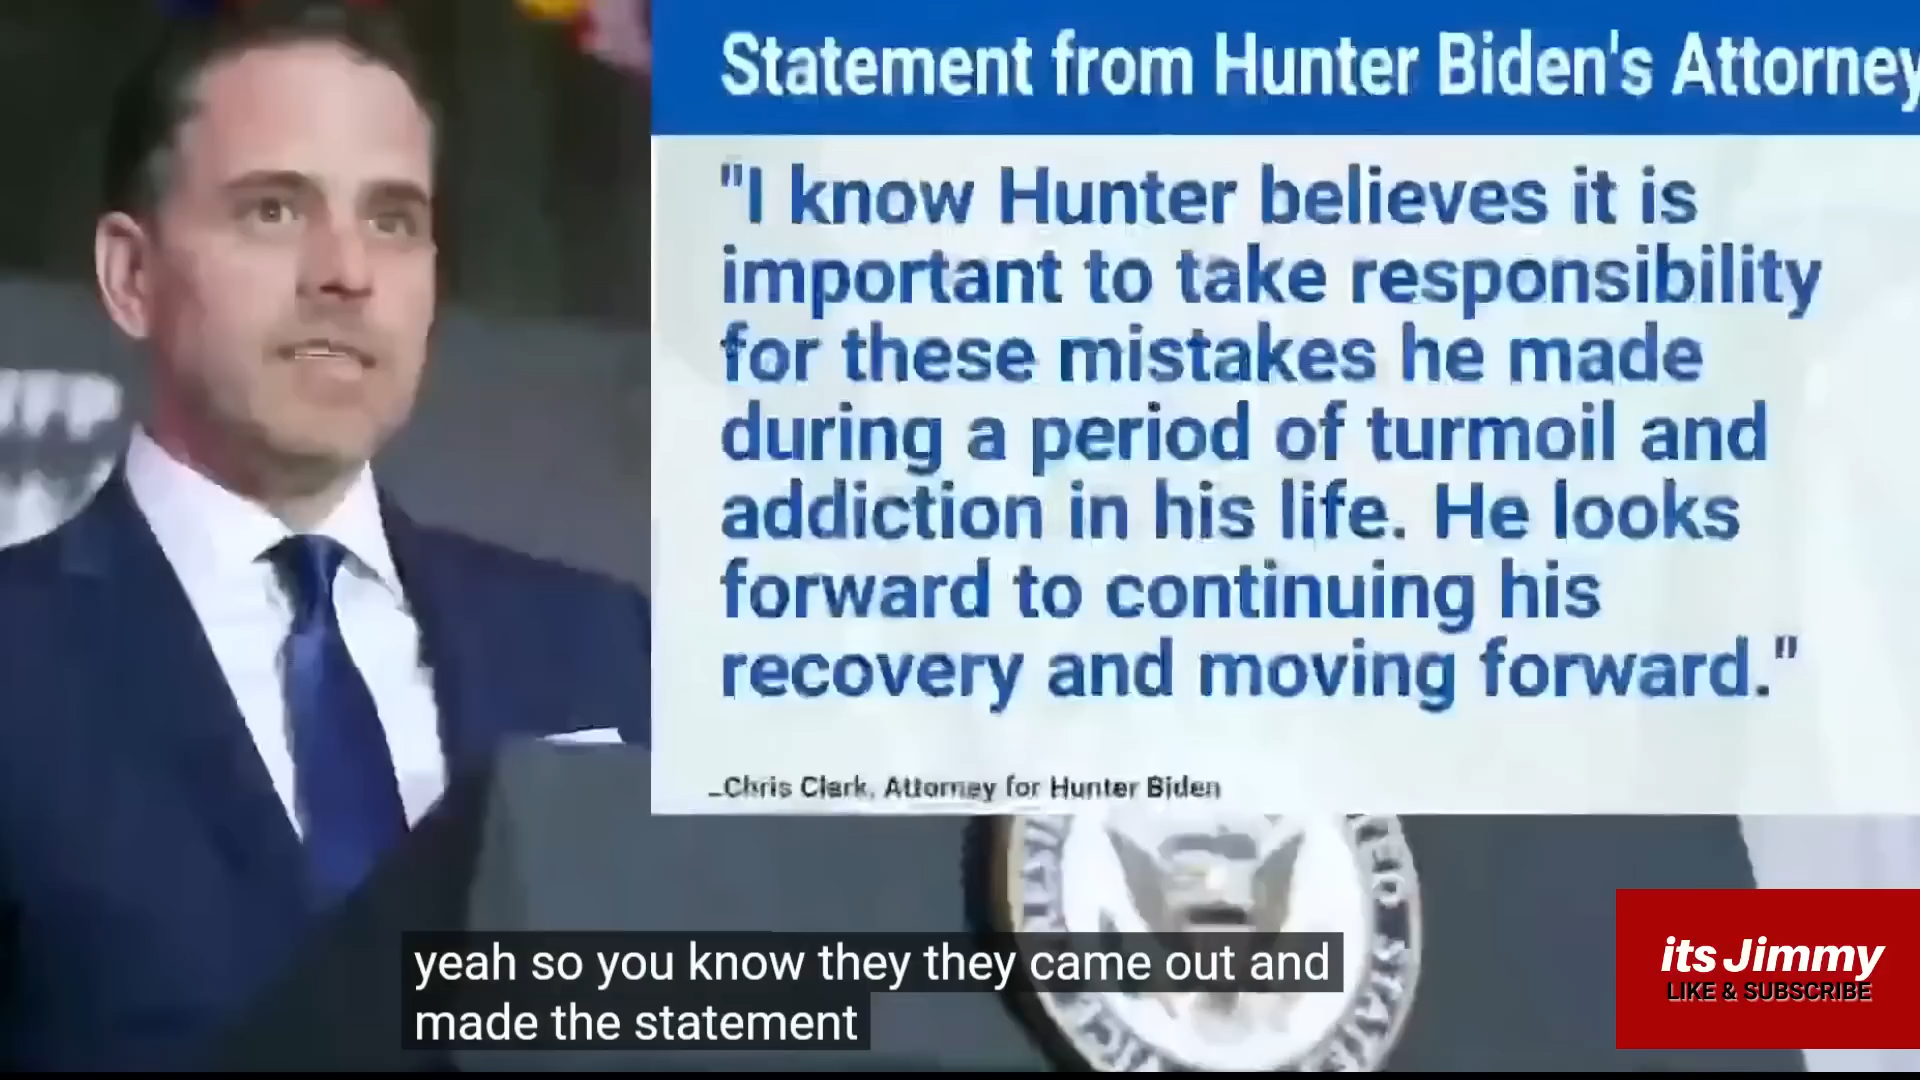 Statement from Hunter Biden's Attorney
"I know Hunter believes it is
important to take responsibility
for these mistakes he made
during a period of turmoil and
addiction in his life. He looks
forward to continuing his
recovery and moving forward."
_Chris Clark, Attorney for Hunter Biden
yeah so you know they they came out and
made the statement
its Jimmy
LIKE & SUBSCRIBE